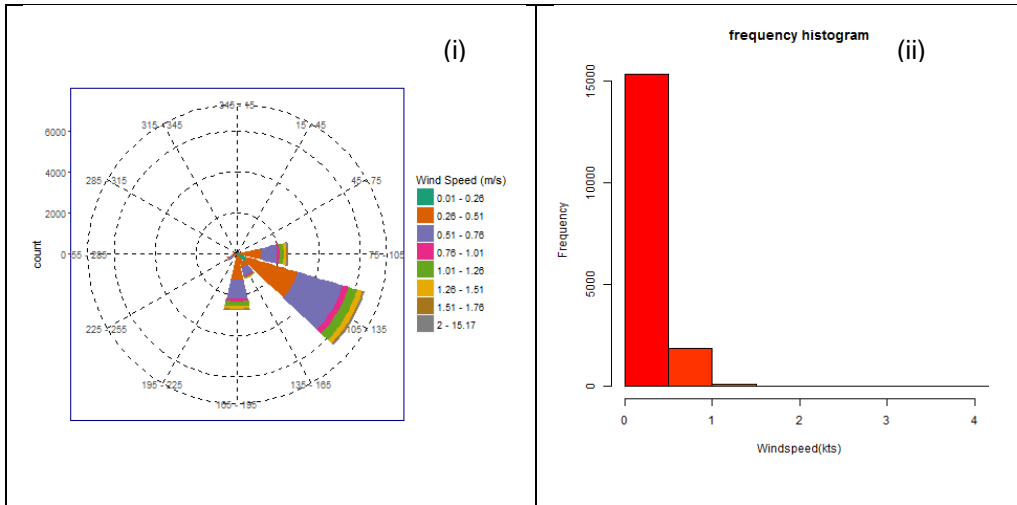 (i)
345 - 15
315 - 345
15 - 45
285 - 315
45 - 75
255 - 285
75 - 105
225 - 255
105 - 135
195 - 225
135 - 165
165 - 195
6000
4000
2000
0
count
Wind Speed (m/s)
0.01 - 0.26
0.26 - 0.51
0.51 - 0.76
0.76 - 1.01
1.01 - 1.26
1.26 - 1.51
1.51 - 1.76
2 - 15.17
frequency histogram
(ii)
15000
10000
5000
0
Frequency
0 1 2 3 4
Windspeed(kts)